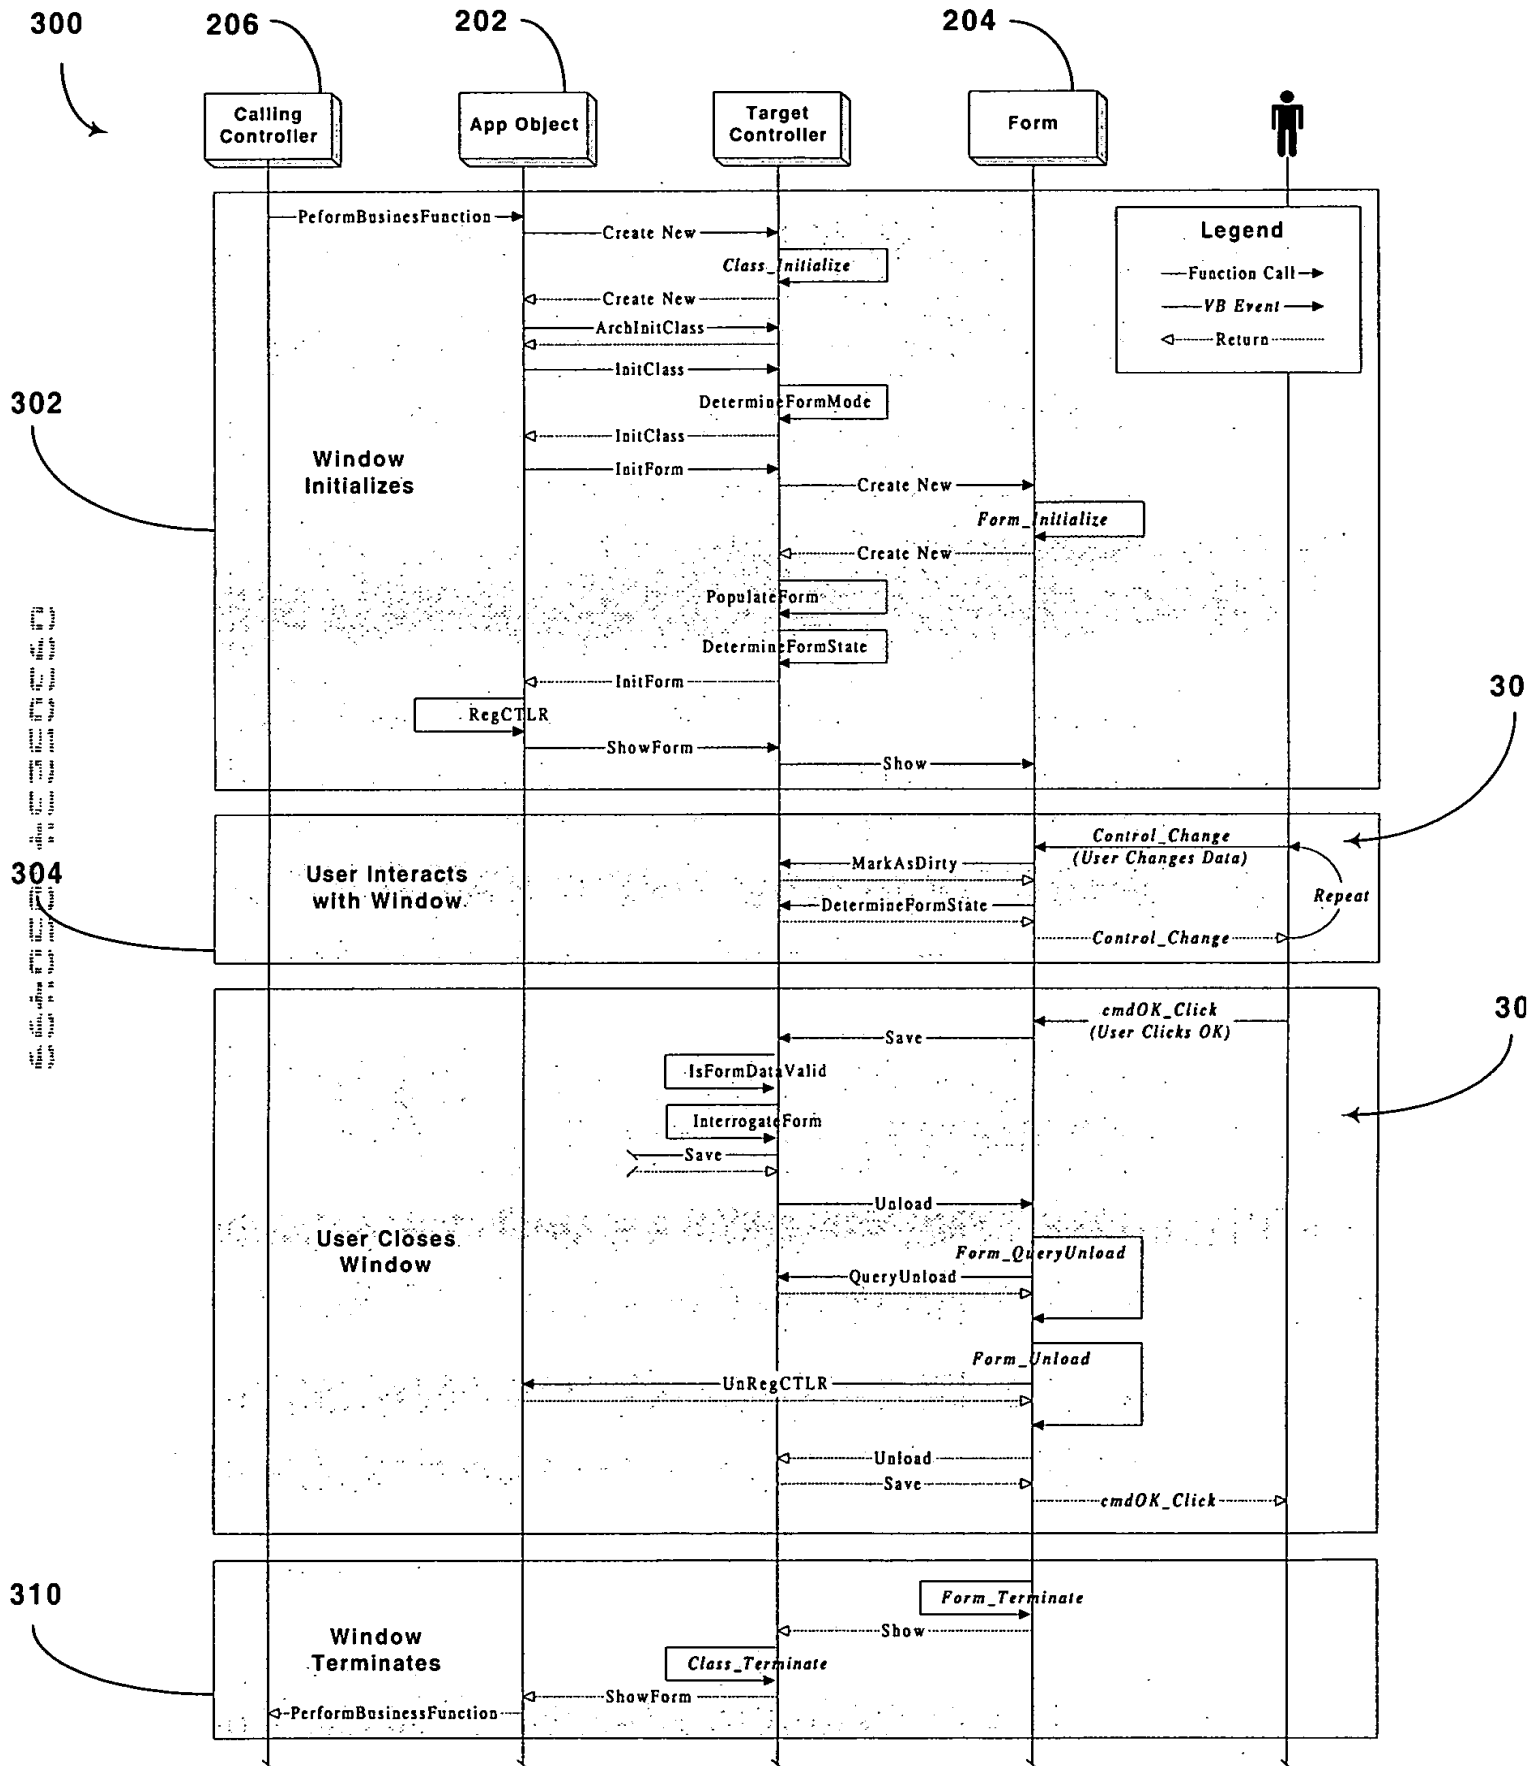 300
206
202
204
Calling
Controller
App Object
Target
Controller
Form
PeformBusinesFunction
Create New
Legend
Function Call
VB Event
Return
Class_Initialize
Create New
ArchInitClass
InitClass
302
DetermineFormMode
InitClass
Window
Initializes
InitForm
Create New
Form_Initialize
Create New
PopulateForm
DetermineFormState
InitForm
30
RegCTLR
ShowForm
Show
Control_Change
(User Changes Data)
MarkAsDirty
304
User Interacts
with Window
Repeat
DetermineFormState
Control_Change
cmdOK_Click
(User Clicks OK)
30
Save
IsFormDataValid
InterrogateForm
Save
Unload
User Closes
Window
Form_QueryUnload
QueryUnload
Form_Unload
UnRegCTLR
Unload
Save
cmdOK_Click
310
Form_Terminate
Show
Window
Terminates
Class_Terminate
ShowForm
PerformBusinessFunction